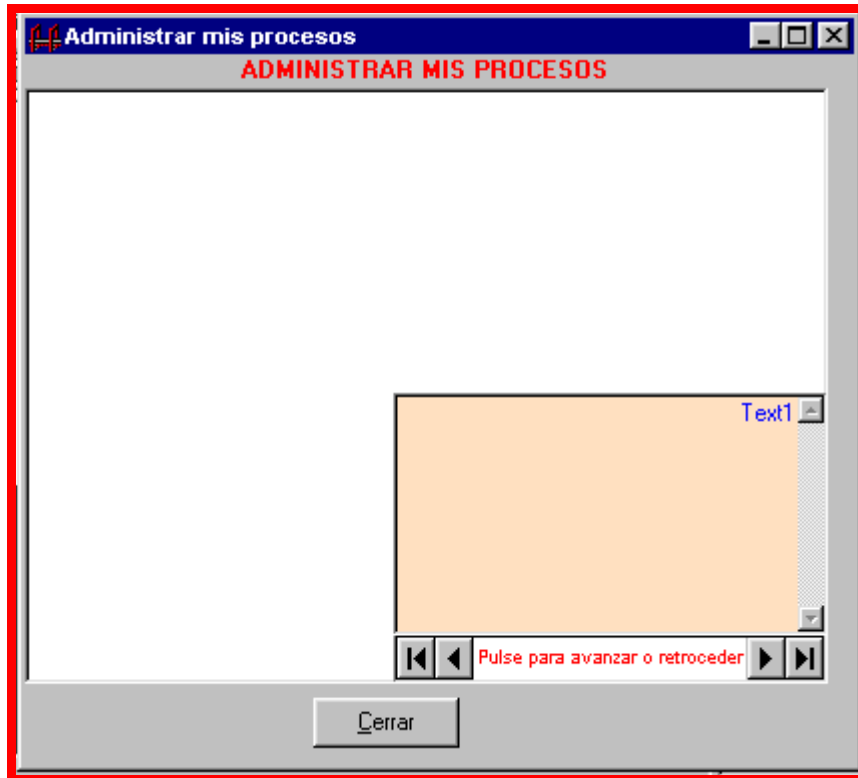 Administrar mis procesos
ADMINISTRAR MIS PROCESOS
Text1
Pulse para avanzar o retroceder
Cerrar